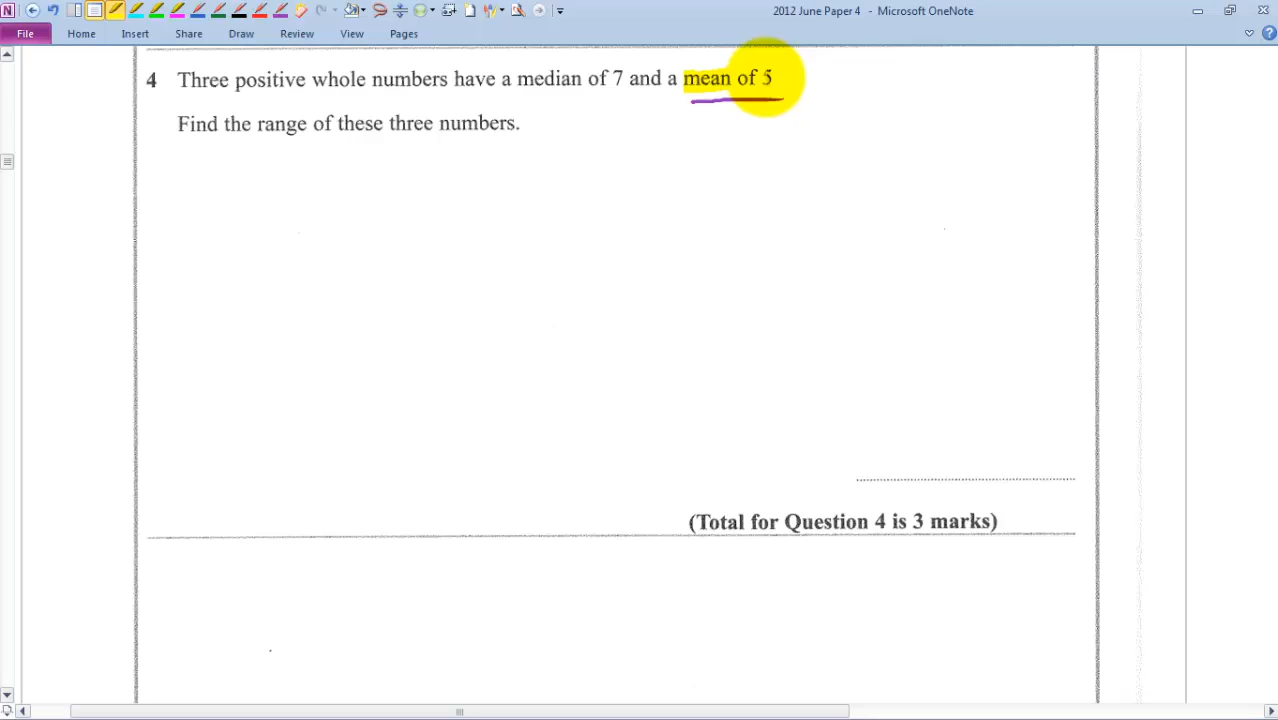 2012 June Paper 4 - Microsoft OneNote
File Home Insert Share Draw Review View Pages
4 Three positive whole numbers have a median of 7 and a mean of 5
Find the range of these three numbers.
(Total for Question 4 is 3 marks)